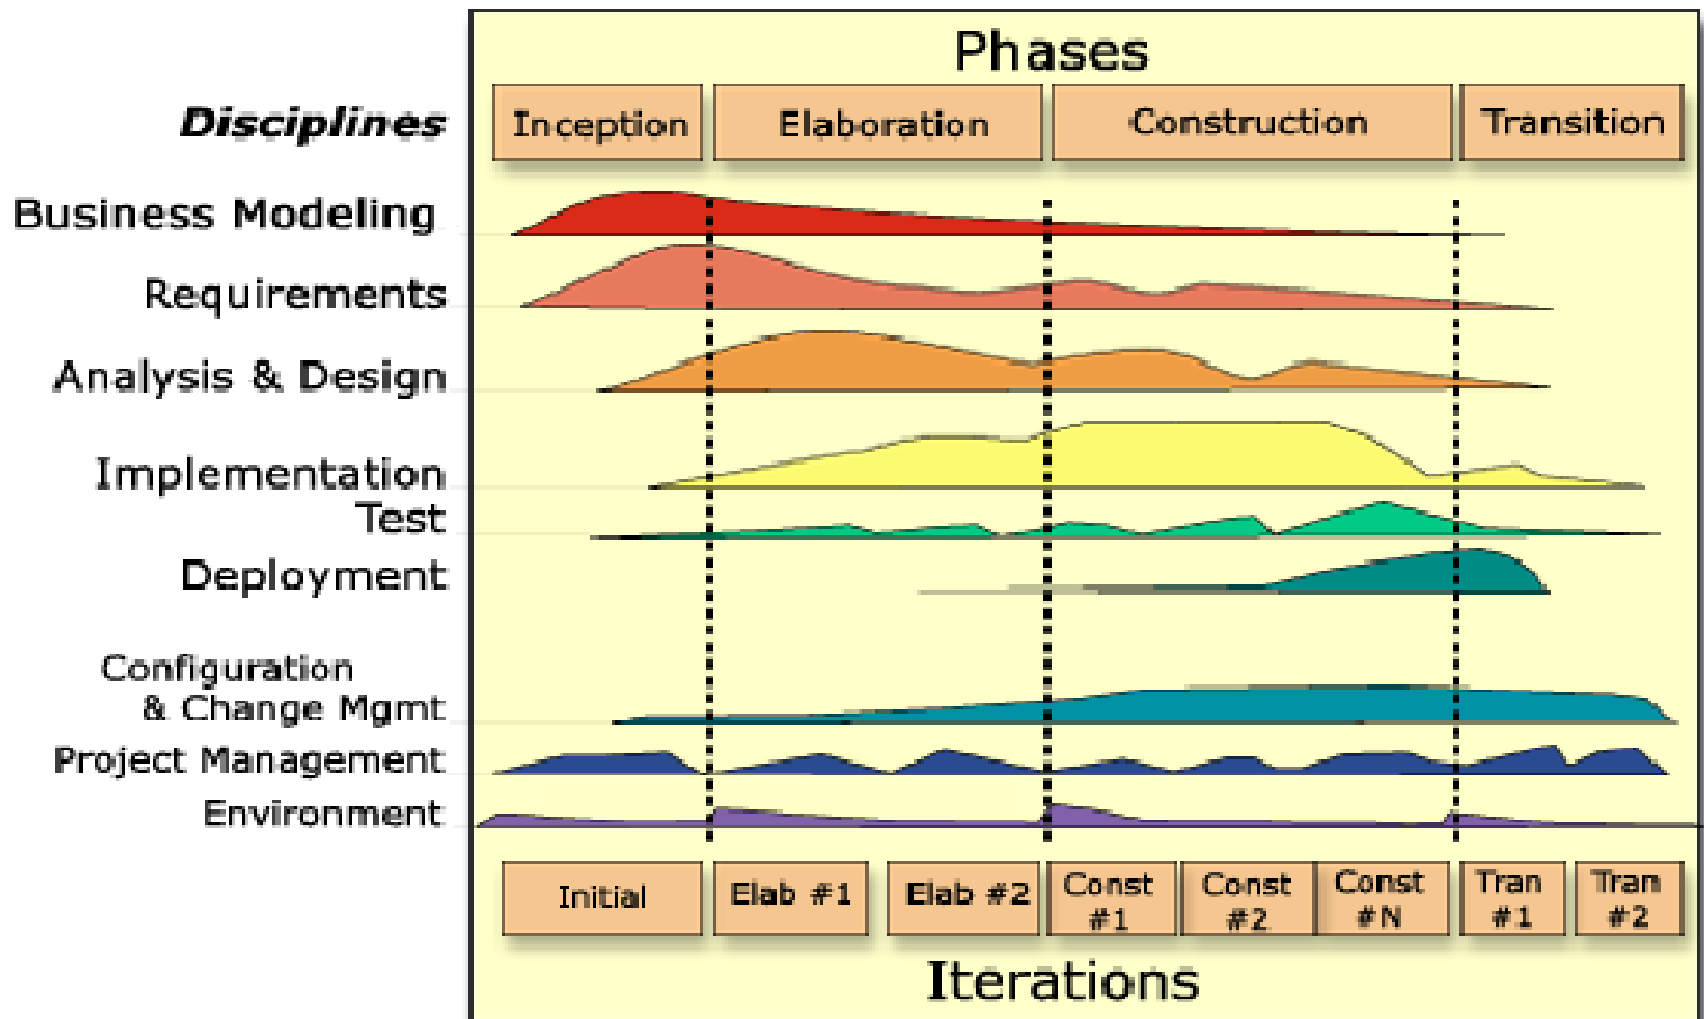 Phases
Disciplines
Inception Elaboration Construction Transition
Business Modeling
Requirements
Analysis & Design
Implementation
Test
Deployment
Configuration
& Change Mgmt
Project Management
Environment
Initial Elab #1 Elab #2 Const #1 Const #2 Const #N Tran #1 Tran #2
Iterations